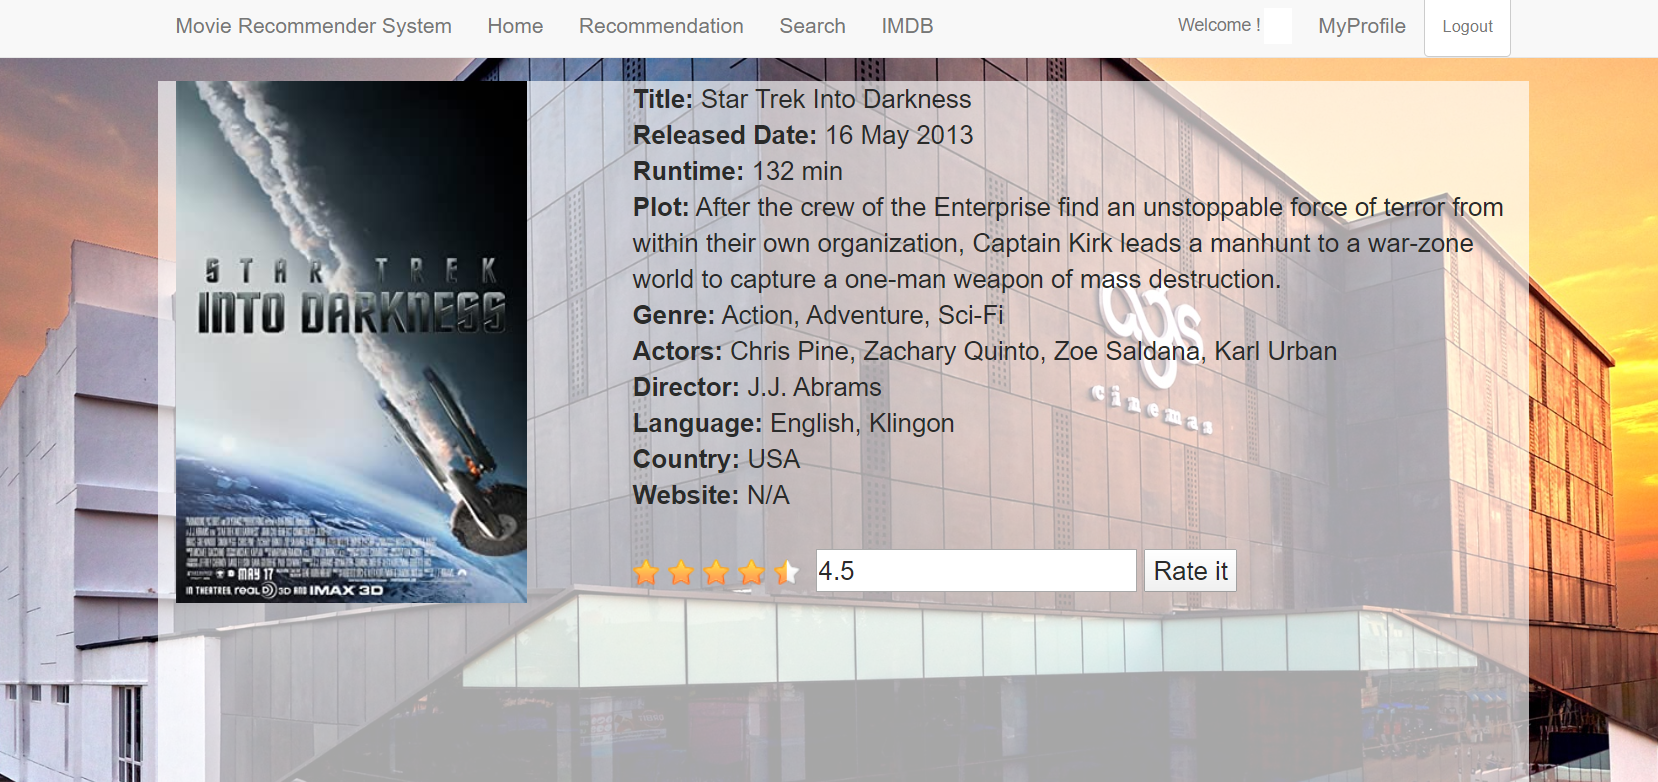 Movie Recommender System Home Recommendation Search IMDB Welcome ! MyProfile Logout
STAR TREK
INTO DARKNESS
MAY 17
IN THEATRES, REAL D 3D AND IMAX 3D
Title: Star Trek Into Darkness
Released Date: 16 May 2013
Runtime: 132 min
Plot: After the crew of the Enterprise find an unstoppable force of terror from
within their own organization, Captain Kirk leads a manhunt to a war-zone
world to capture a one-man weapon of mass destruction.
Genre: Action, Adventure, Sci-Fi
Actors: Chris Pine, Zachary Quinto, Zoe Saldana, Karl Urban
Director: J.J. Abrams
Language: English, Klingon
Country: USA
Website: N/A
4.5 Rate it
ags
cinemas